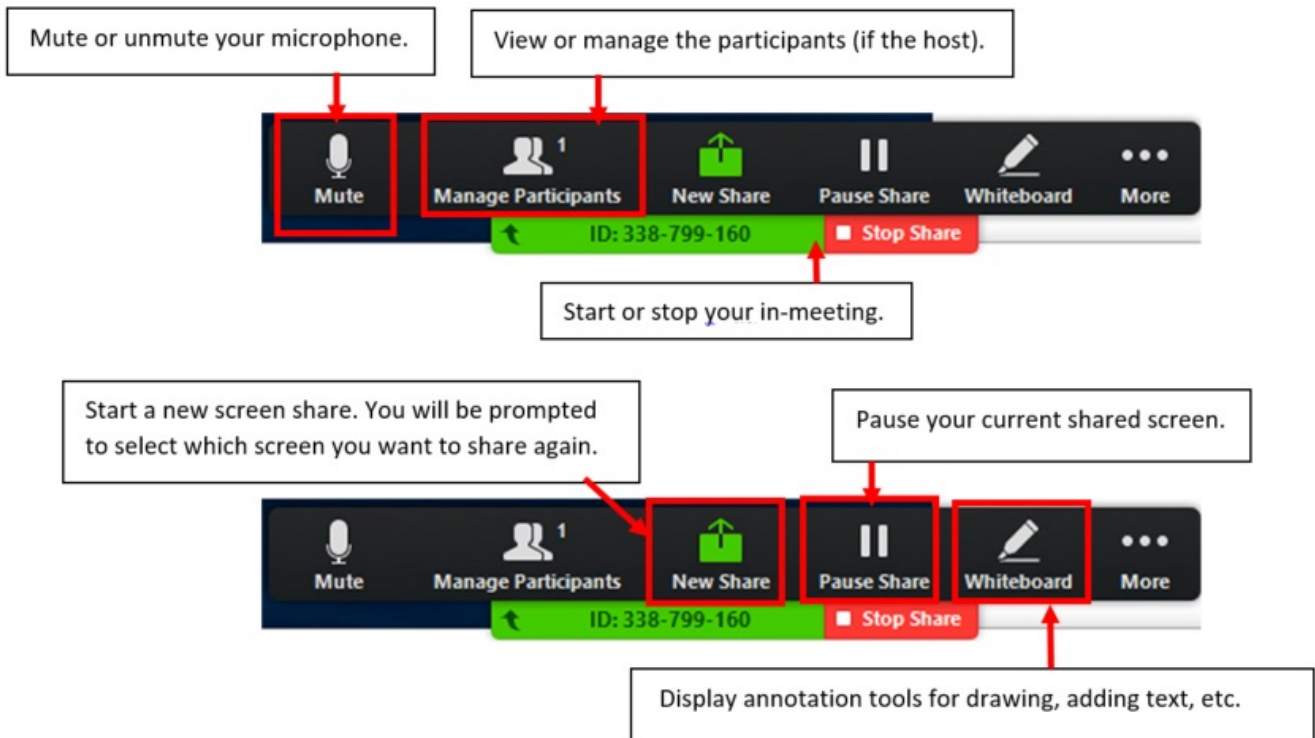 Mute or unmute your microphone.
View or manage the participants (if the host).
Mute
Manage Participants
1
New Share
Pause Share
Whiteboard
More
ID: 338-799-160
Stop Share
Start or stop your in-meeting.
Start a new screen share. You will be prompted
to select which screen you want to share again.
Pause your current shared screen.
Mute
Manage Participants
1
New Share
Pause Share
Whiteboard
More
ID: 338-799-160
Stop Share
Display annotation tools for drawing, adding text, etc.